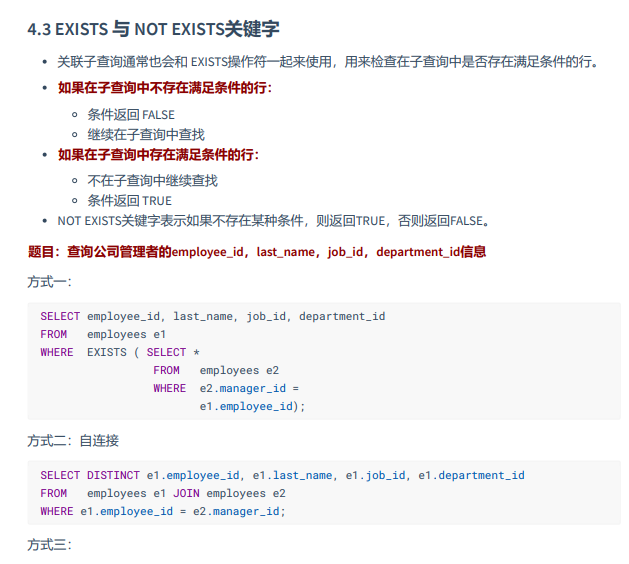 4.3 EXISTS 与 NOT EXISTS关键字
关联子查询通常也会和 EXISTS操作符一起来使用，用来检查在子查询中是否存在满足条件的行。
如果在子查询中不存在满足条件的行：
条件返回 FALSE
继续在子查询中查找
如果在子查询中存在满足条件的行：
不在子查询中继续查找
条件返回 TRUE
NOT EXISTS关键字表示如果不存在某种条件，则返回TRUE，否则返回FALSE。
题目：查询公司管理者的employee_id，last_name，job_id，department_id信息
方式一：
SELECT employee_id, last_name, job_id, department_id
FROM   employees e1
WHERE  EXISTS ( SELECT *
                 FROM   employees e2
                 WHERE  e2.manager_id =
                        e1.employee_id);
方式二：自连接
SELECT DISTINCT e1.employee_id, e1.last_name, e1.job_id, e1.department_id
FROM   employees e1 JOIN employees e2
WHERE e1.employee_id = e2.manager_id;
方式三：